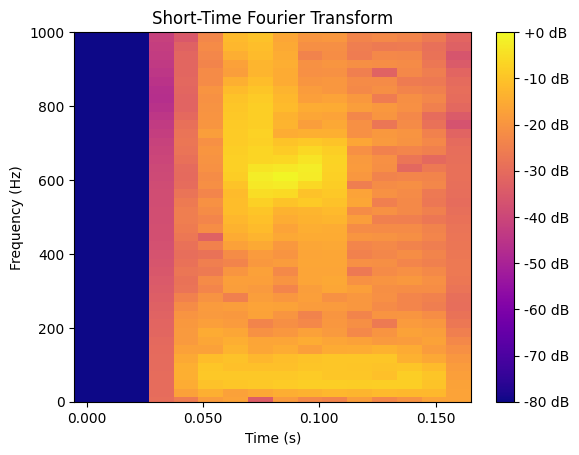 Short-Time Fourier Transform
1000
800
600
400
200
0
Frequency (Hz)
0.000
0.050
0.100
0.150
Time (s)
+0 dB
-10 dB
-20 dB
-30 dB
-40 dB
-50 dB
-60 dB
-70 dB
-80 dB